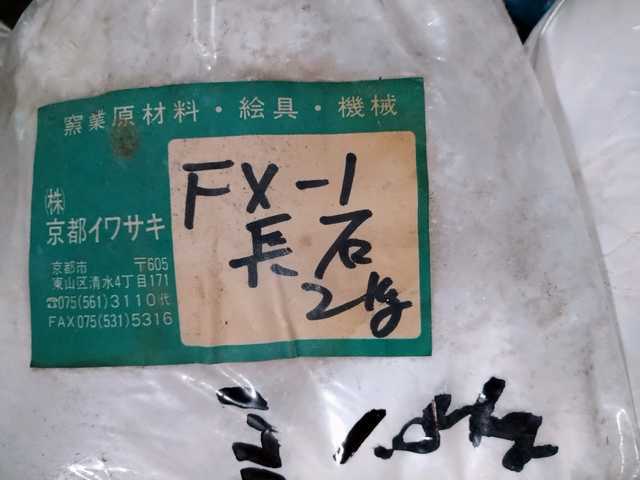 窯業原材料・絵具・機械
㈱
京都イワサキ
京都市 〒605
東山区清水4丁目171
☎075(561)3110代
FAX075(531)5316
FX-1
長石
2kg